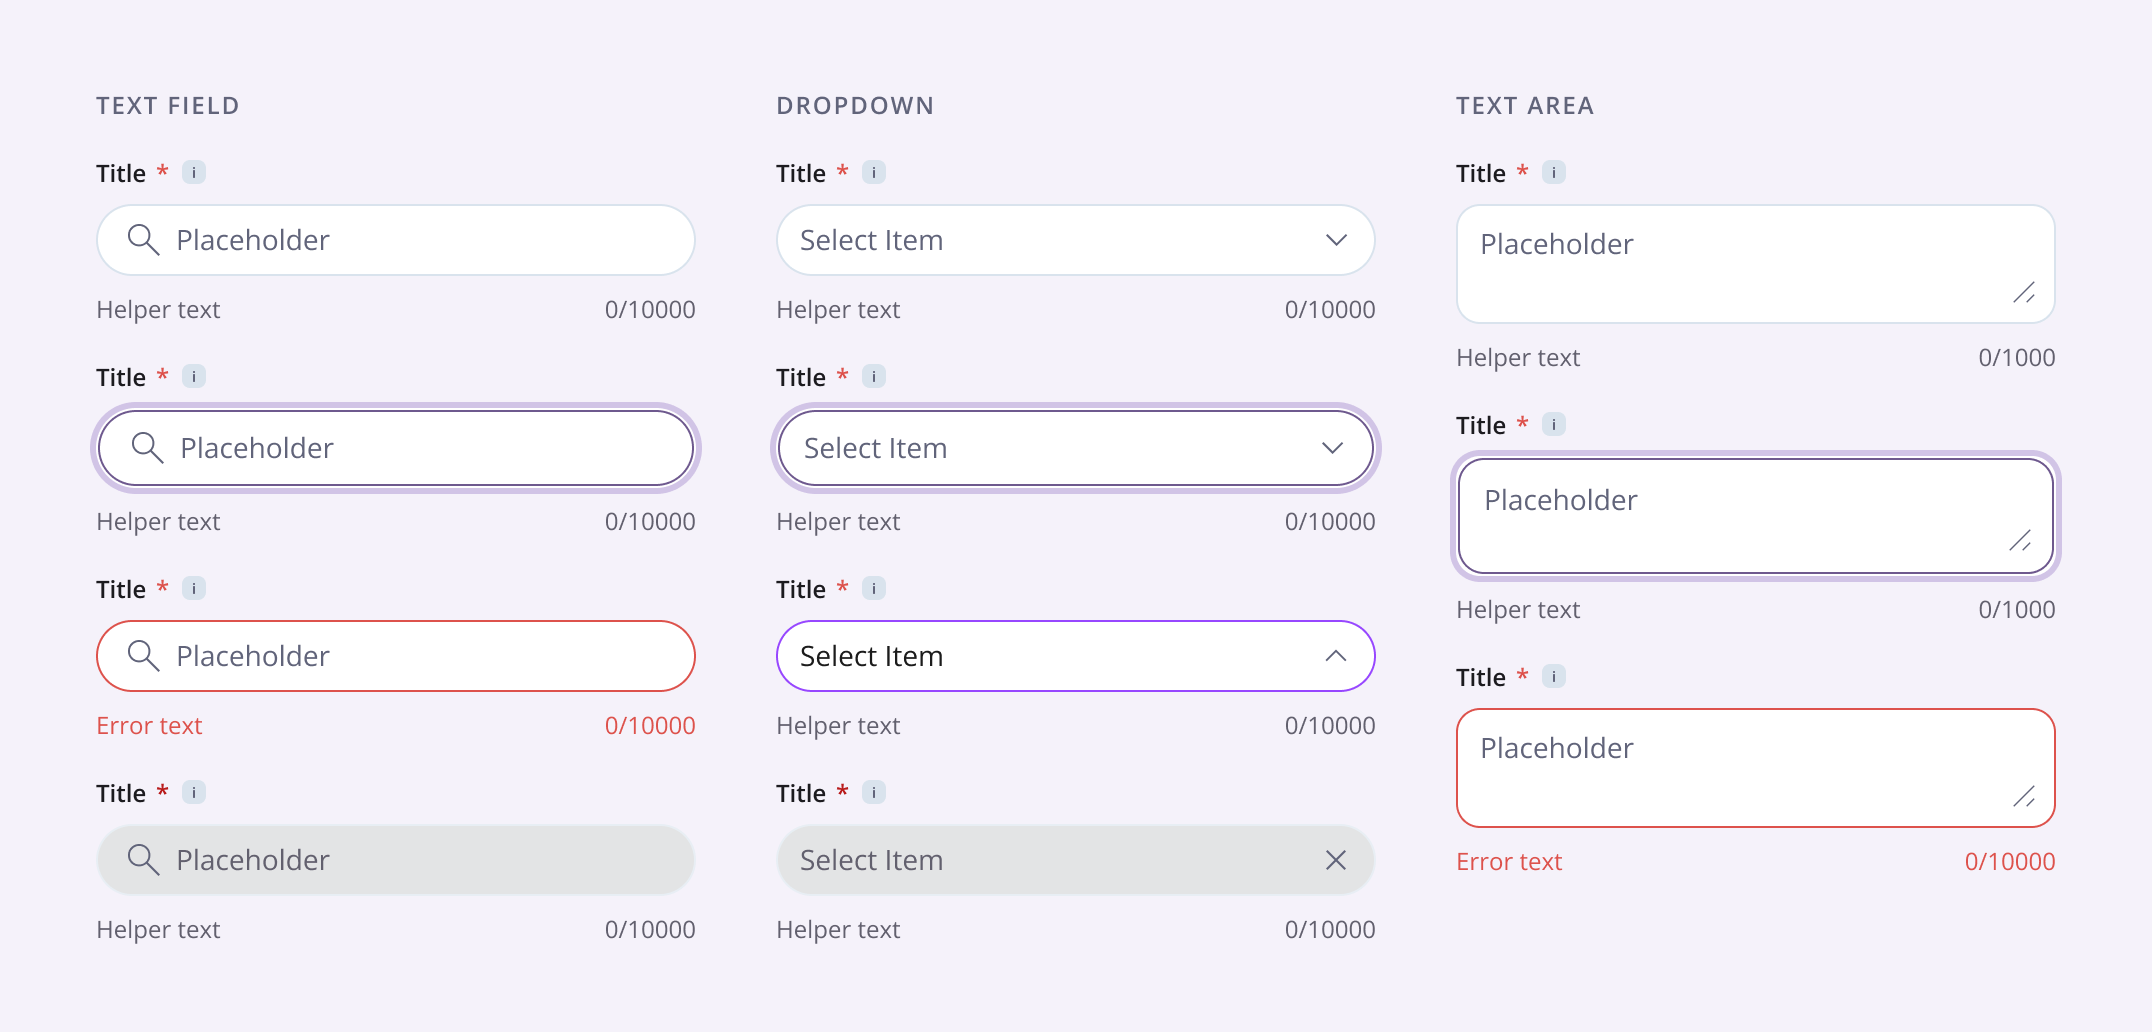 TEXT FIELD
Title * i
Placeholder
Helper text 0/10000
Title * i
Placeholder
Helper text 0/10000
Title * i
Placeholder
Error text 0/10000
Title * i
Placeholder
Helper text 0/10000
DROPDOWN
Title * i
Select Item
Helper text 0/10000
Title * i
Select Item
Helper text 0/10000
Title * i
Select Item
Helper text 0/10000
Title * i
Select Item
Helper text 0/10000
TEXT AREA
Title * i
Placeholder
Helper text 0/1000
Title * i
Placeholder
Helper text 0/1000
Title * i
Placeholder
Error text 0/10000